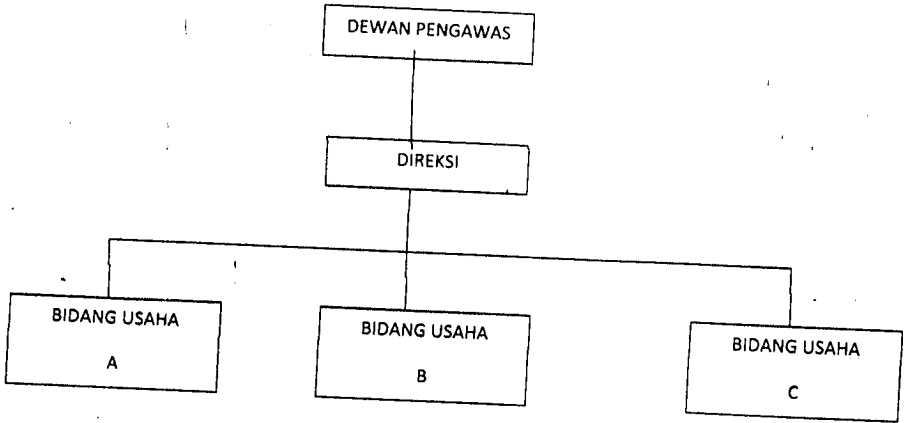 DEWAN PENGAWAS
DIREKSI
BIDANG USAHA
A
BIDANG USAHA
B
BIDANG USAHA
C